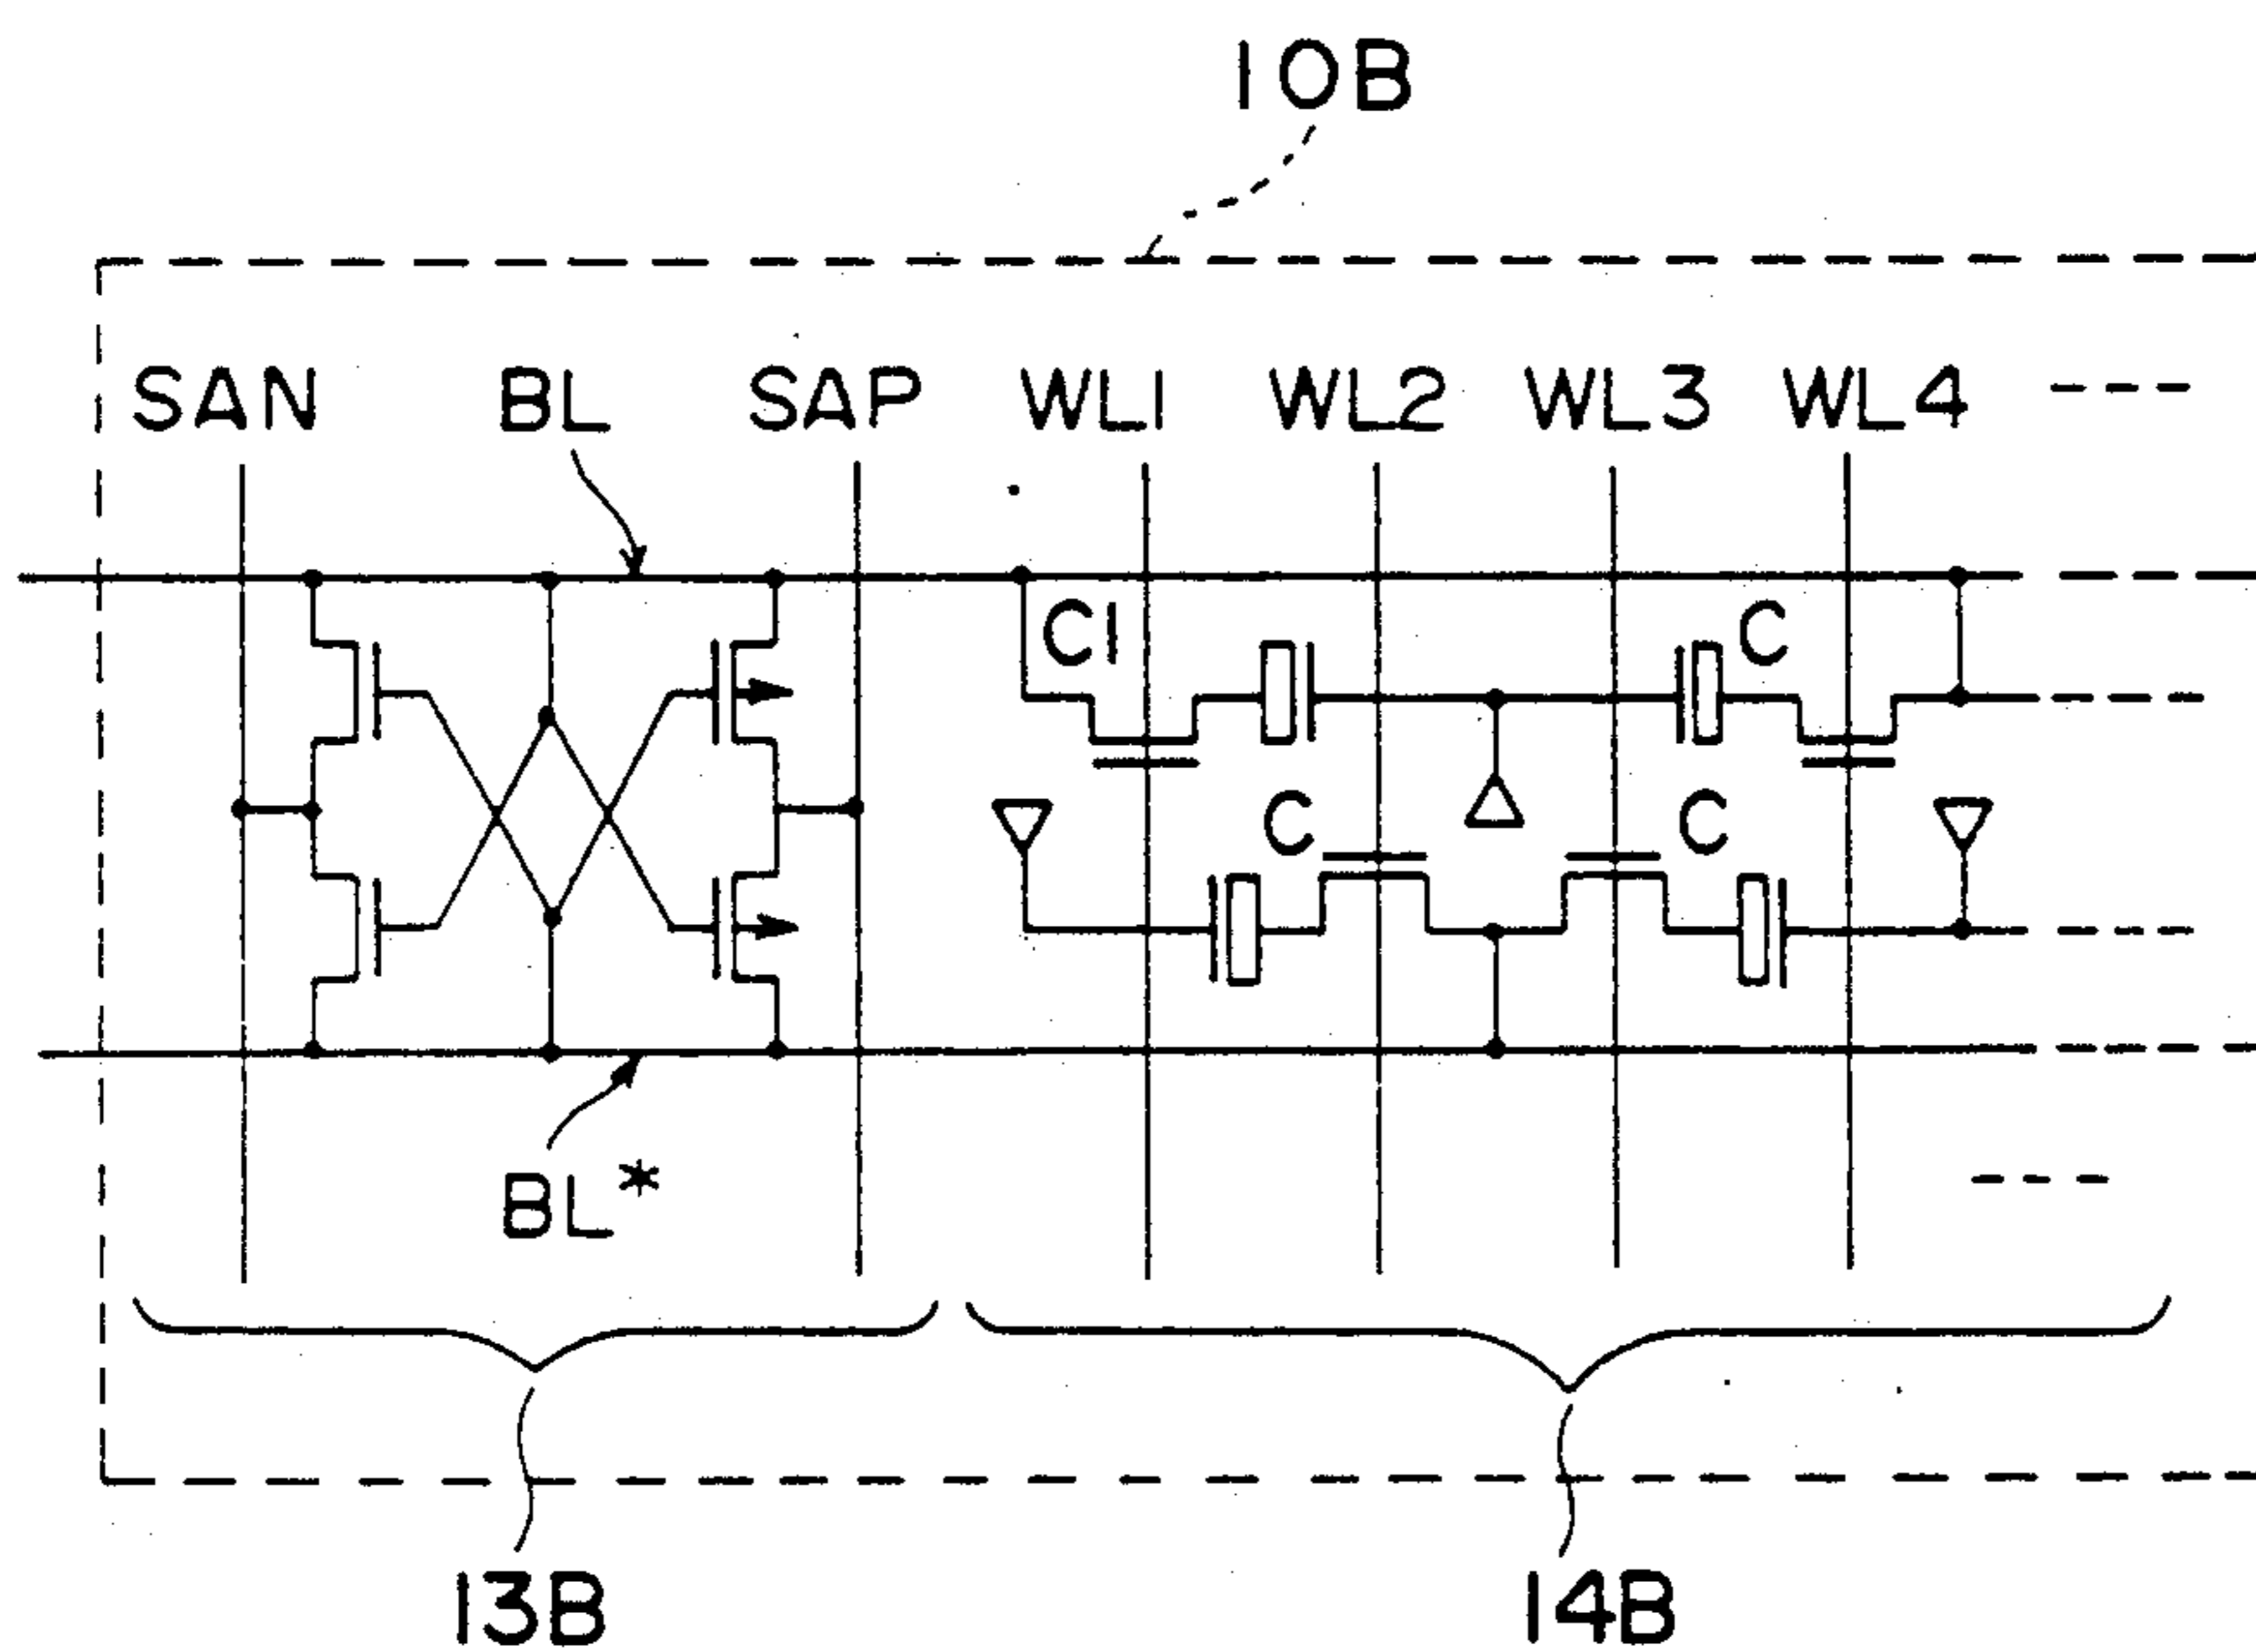 10B
SAN BL SAP WL1 WL2 WL3 WL4
C1 C
C C
BL*
13B 14B